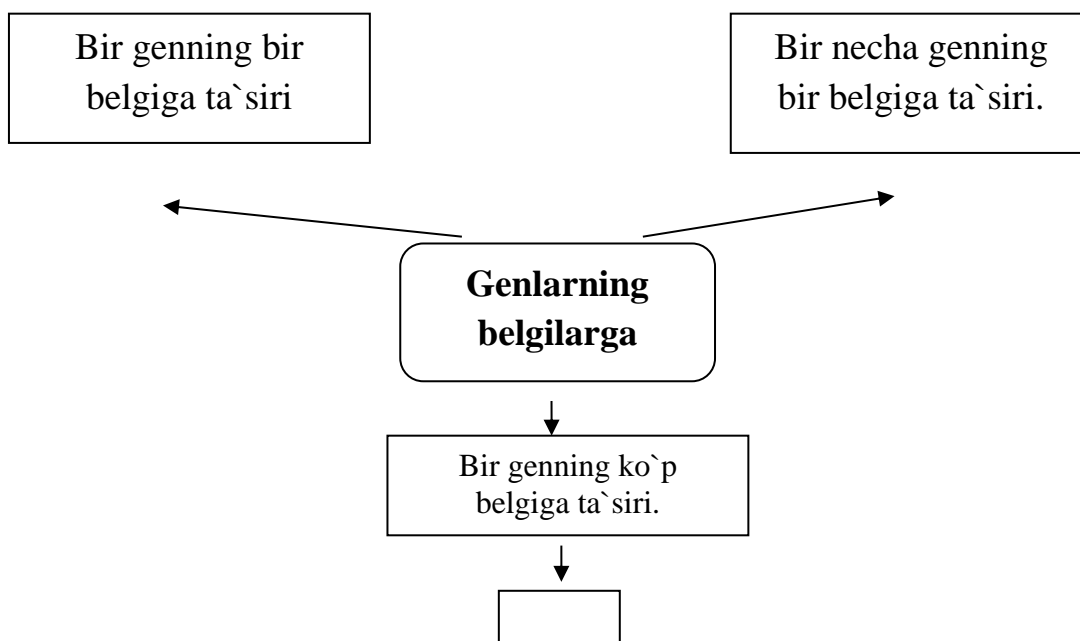 Bir genning bir
belgiga ta`siri
Bir necha genning
bir belgiga ta`siri.
Genlarning
belgilarga
Bir genning ko`p
belgiga ta`siri.